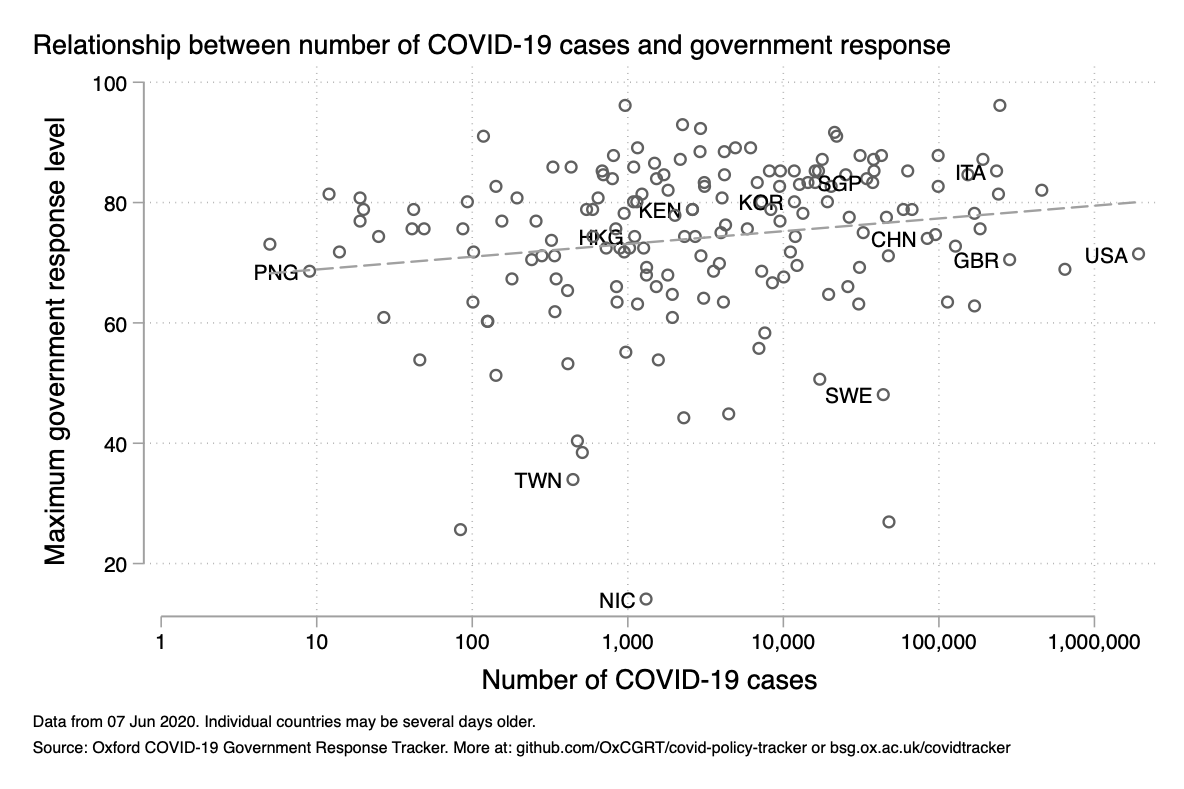 Relationship between number of COVID-19 cases and government response
Maximum government response level
100
80
60
40
20
ITA
SGP
KOR
KEN
HKG
CHN
USA
GBR
PNG
SWE
TWN
NIC
1 10 100 1,000 10,000 100,000 1,000,000
Number of COVID-19 cases
Data from 07 Jun 2020. Individual countries may be several days older.
Source: Oxford COVID-19 Government Response Tracker. More at: github.com/OxCGRT/covid-policy-tracker or bsg.ox.ac.uk/covidtracker